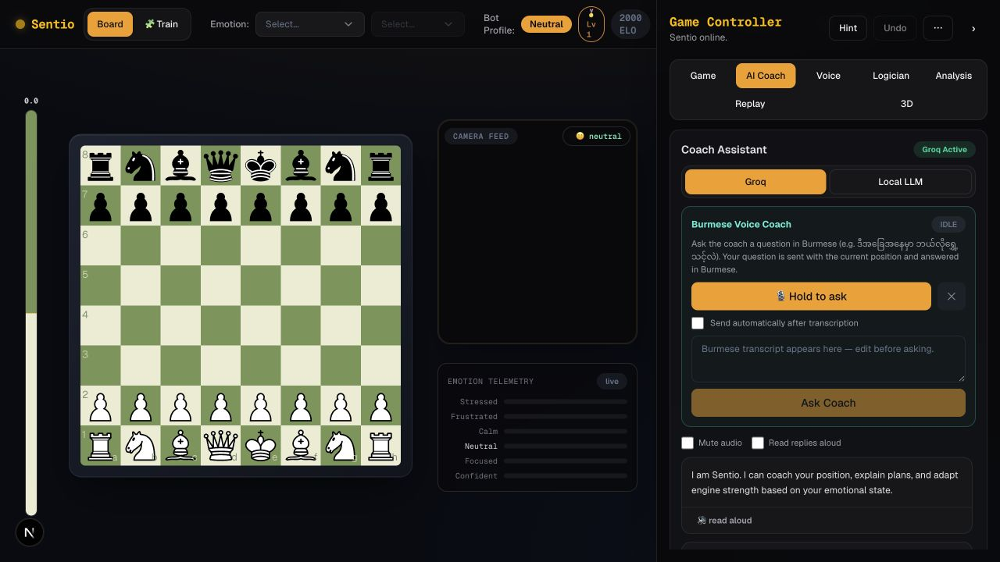 Sentio
Board
🧩 Train
Emotion:
Select...
Select...
Bot Profile:
Neutral
🏅 Lv 1
2000 ELO
Game Controller
Sentio online.
Hint
Undo
...
›
Game
AI Coach
Voice
Logician
Analysis
Replay
3D
0.0
8
7
6
5
4
3
2
1
a
b
c
d
e
f
g
h
CAMERA FEED
😐 neutral
EMOTION TELEMETRY
live
Stressed
Frustrated
Calm
Neutral
Focused
Confident
N
Coach Assistant
Groq Active
Groq
Local LLM
Burmese Voice Coach
IDLE
Ask the coach a question in Burmese (e.g. ဒီအခြေအနေမှာ ဘယ်လိုရွှေ့
သင့်လဲ). Your question is sent with the current position and answered
in Burmese.
🎙 Hold to ask
Send automatically after transcription
Burmese transcript appears here — edit before asking.
Ask Coach
Mute audio
Read replies aloud
I am Sentio. I can coach your position, explain plans, and adapt
engine strength based on your emotional state.
🔊 read aloud